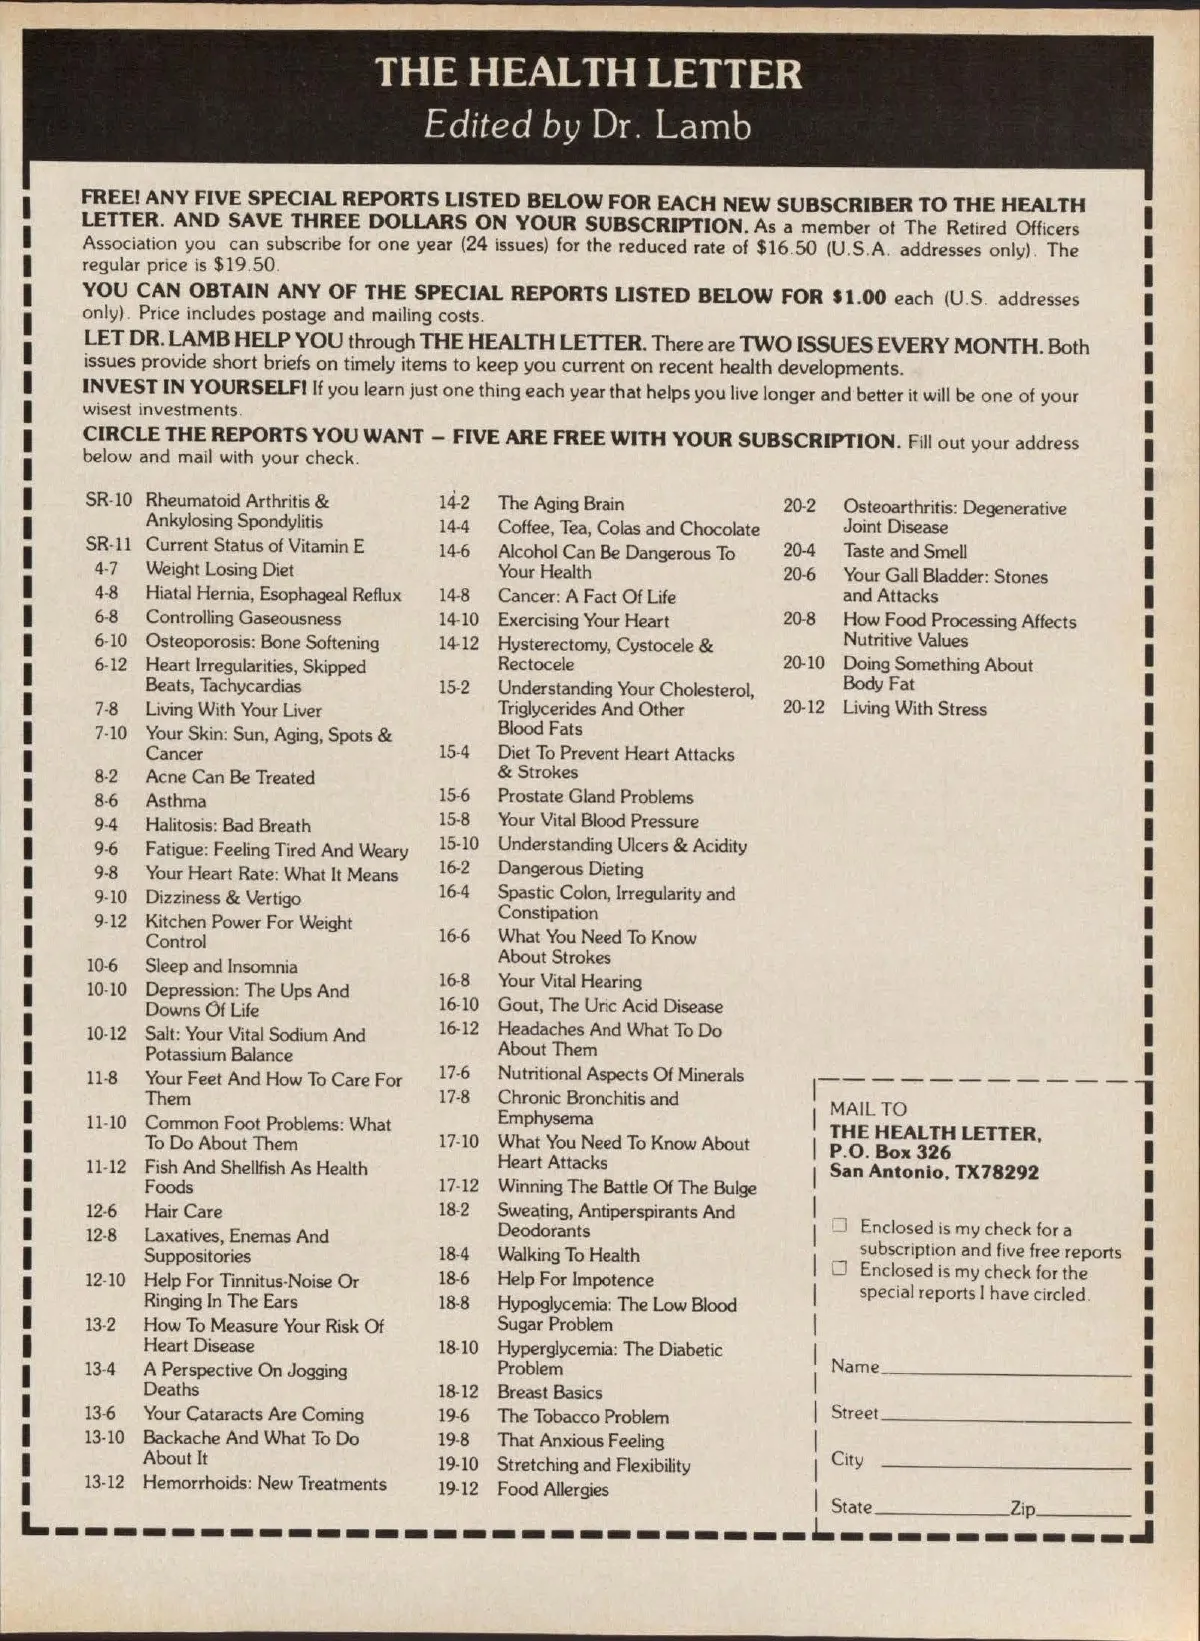 THE HEALTH LETTER
Edited by Dr. Lamb
FREE! ANY FIVE SPECIAL REPORTS LISTED BELOW FOR EACH NEW SUBSCRIBER TO THE HEALTH
LETTER. AND SAVE THREE DOLLARS ON YOUR SUBSCRIPTION. As a member of The Retired Officers
Association you can subscribe for one year (24 issues) for the reduced rate of $16.50 (U.S.A. addresses only). The
regular price is $19.50.
YOU CAN OBTAIN ANY OF THE SPECIAL REPORTS LISTED BELOW FOR $1.00 each (U.S. addresses
only). Price includes postage and mailing costs.
LET DR. LAMB HELP YOU through THE HEALTH LETTER. There are TWO ISSUES EVERY MONTH. Both
issues provide short briefs on timely items to keep you current on recent health developments.
INVEST IN YOURSELF! If you learn just one thing each year that helps you live longer and better it will be one of your
wisest investments.
CIRCLE THE REPORTS YOU WANT – FIVE ARE FREE WITH YOUR SUBSCRIPTION. Fill out your address
below and mail with your check.
SR-10 Rheumatoid Arthritis &
Ankylosing Spondylitis
SR-11 Current Status of Vitamin E
4-7 Weight Losing Diet
4-8 Hiatal Hernia, Esophageal Reflux
6-8 Controlling Gaseousness
6-10 Osteoporosis: Bone Softening
6-12 Heart Irregularities, Skipped
Beats, Tachycardias
7-8 Living With Your Liver
7-10 Your Skin: Sun, Aging, Spots &
Cancer
8-2 Acne Can Be Treated
8-6 Asthma
9-4 Halitosis: Bad Breath
9-6 Fatigue: Feeling Tired And Weary
9-8 Your Heart Rate: What It Means
9-10 Dizziness & Vertigo
9-12 Kitchen Power For Weight
Control
10-6 Sleep and Insomnia
10-10 Depression: The Ups And
Downs Of Life
10-12 Salt: Your Vital Sodium And
Potassium Balance
11-8 Your Feet And How To Care For
Them
11-10 Common Foot Problems: What
To Do About Them
11-12 Fish And Shellfish As Health
Foods
12-6 Hair Care
12-8 Laxatives, Enemas And
Suppositories
12-10 Help For Tinnitus-Noise Or
Ringing In The Ears
13-2 How To Measure Your Risk Of
Heart Disease
13-4 A Perspective On Jogging
Deaths
13-6 Your Cataracts Are Coming
13-10 Backache And What To Do
About It
13-12 Hemorrhoids: New Treatments
14-2 The Aging Brain
14-4 Coffee, Tea, Colas and Chocolate
14-6 Alcohol Can Be Dangerous To
Your Health
14-8 Cancer: A Fact Of Life
14-10 Exercising Your Heart
14-12 Hysterectomy, Cystocele &
Rectocele
15-2 Understanding Your Cholesterol,
Triglycerides And Other
Blood Fats
15-4 Diet To Prevent Heart Attacks
& Strokes
15-6 Prostate Gland Problems
15-8 Your Vital Blood Pressure
15-10 Understanding Ulcers & Acidity
16-2 Dangerous Dieting
16-4 Spastic Colon, Irregularity and
Constipation
16-6 What You Need To Know
About Strokes
16-8 Your Vital Hearing
16-10 Gout, The Uric Acid Disease
16-12 Headaches And What To Do
About Them
17-6 Nutritional Aspects Of Minerals
17-8 Chronic Bronchitis and
Emphysema
17-10 What You Need To Know About
Heart Attacks
17-12 Winning The Battle Of The Bulge
18-2 Sweating, Antiperspirants And
Deodorants
18-4 Walking To Health
18-6 Help For Impotence
18-8 Hypoglycemia: The Low Blood
Sugar Problem
18-10 Hyperglycemia: The Diabetic
Problem
18-12 Breast Basics
19-6 The Tobacco Problem
19-8 That Anxious Feeling
19-10 Stretching and Flexibility
19-12 Food Allergies
20-2 Osteoarthritis: Degenerative
Joint Disease
20-4 Taste and Smell
20-6 Your Gall Bladder: Stones
and Attacks
20-8 How Food Processing Affects
Nutritive Values
20-10 Doing Something About
Body Fat
20-12 Living With Stress
MAIL TO
THE HEALTH LETTER,
P.O. Box 326
San Antonio, TX78292
Enclosed is my check for a
subscription and five free reports
Enclosed is my check for the
special reports I have circled.
Name
Street
City
State Zip